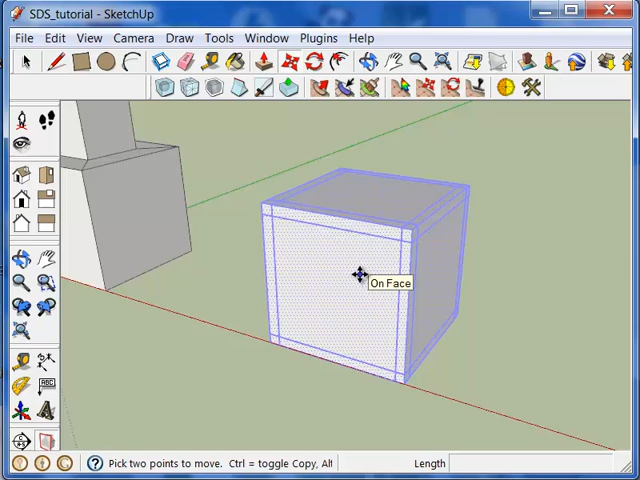 SDS_tutorial - SketchUp
File Edit View Camera Draw Tools Window Plugins Help
On Face
ABC
Pick two points to move. Ctrl = toggle Copy, Alt
Length